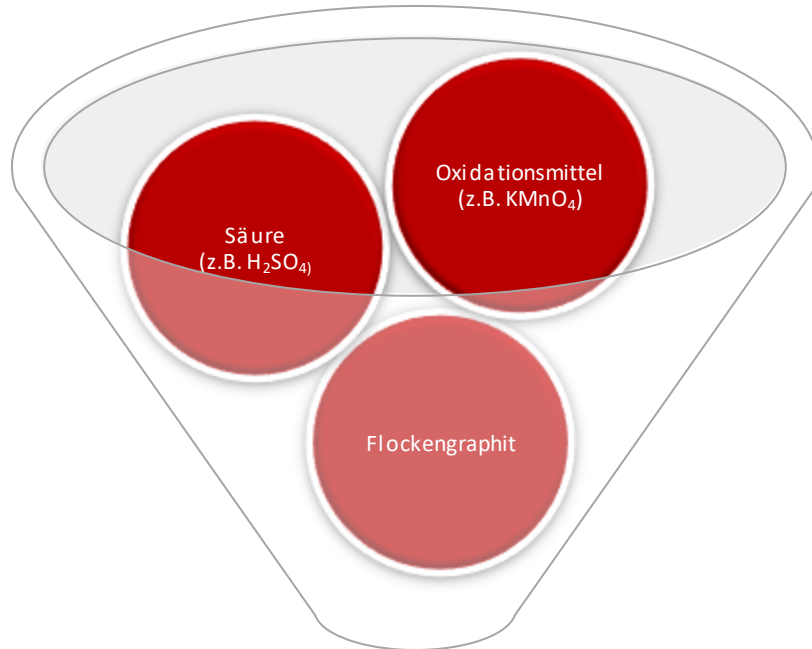 Oxidationsmittel
(z.B. KMnO₄)
Säure
(z.B. H₂SO₄)
Flockengraphit